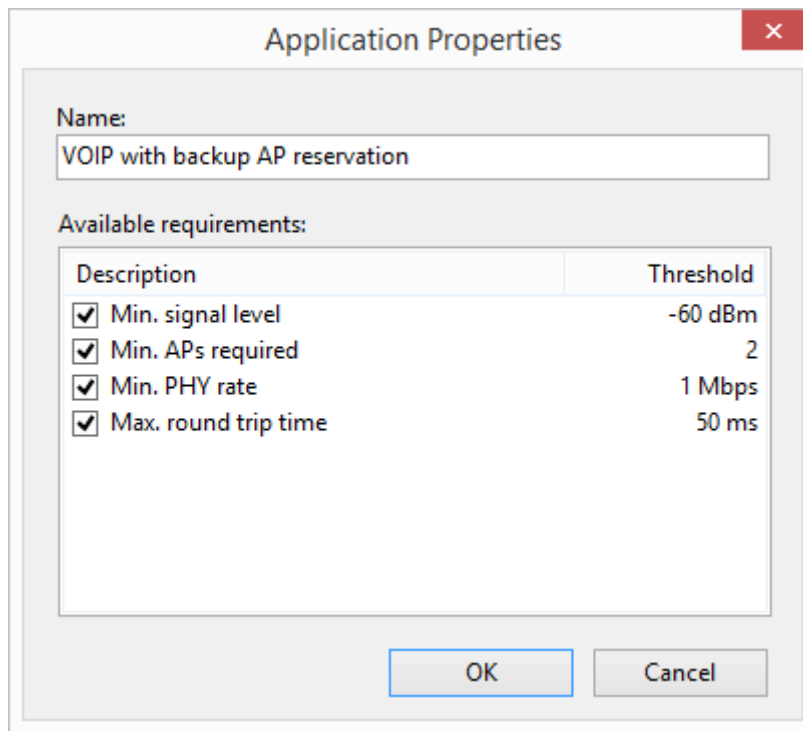 Application Properties
Name:
VOIP with backup AP reservation
Available requirements:
Description Threshold
Min. signal level -60 dBm
Min. APs required 2
Min. PHY rate 1 Mbps
Max. round trip time 50 ms
OK Cancel